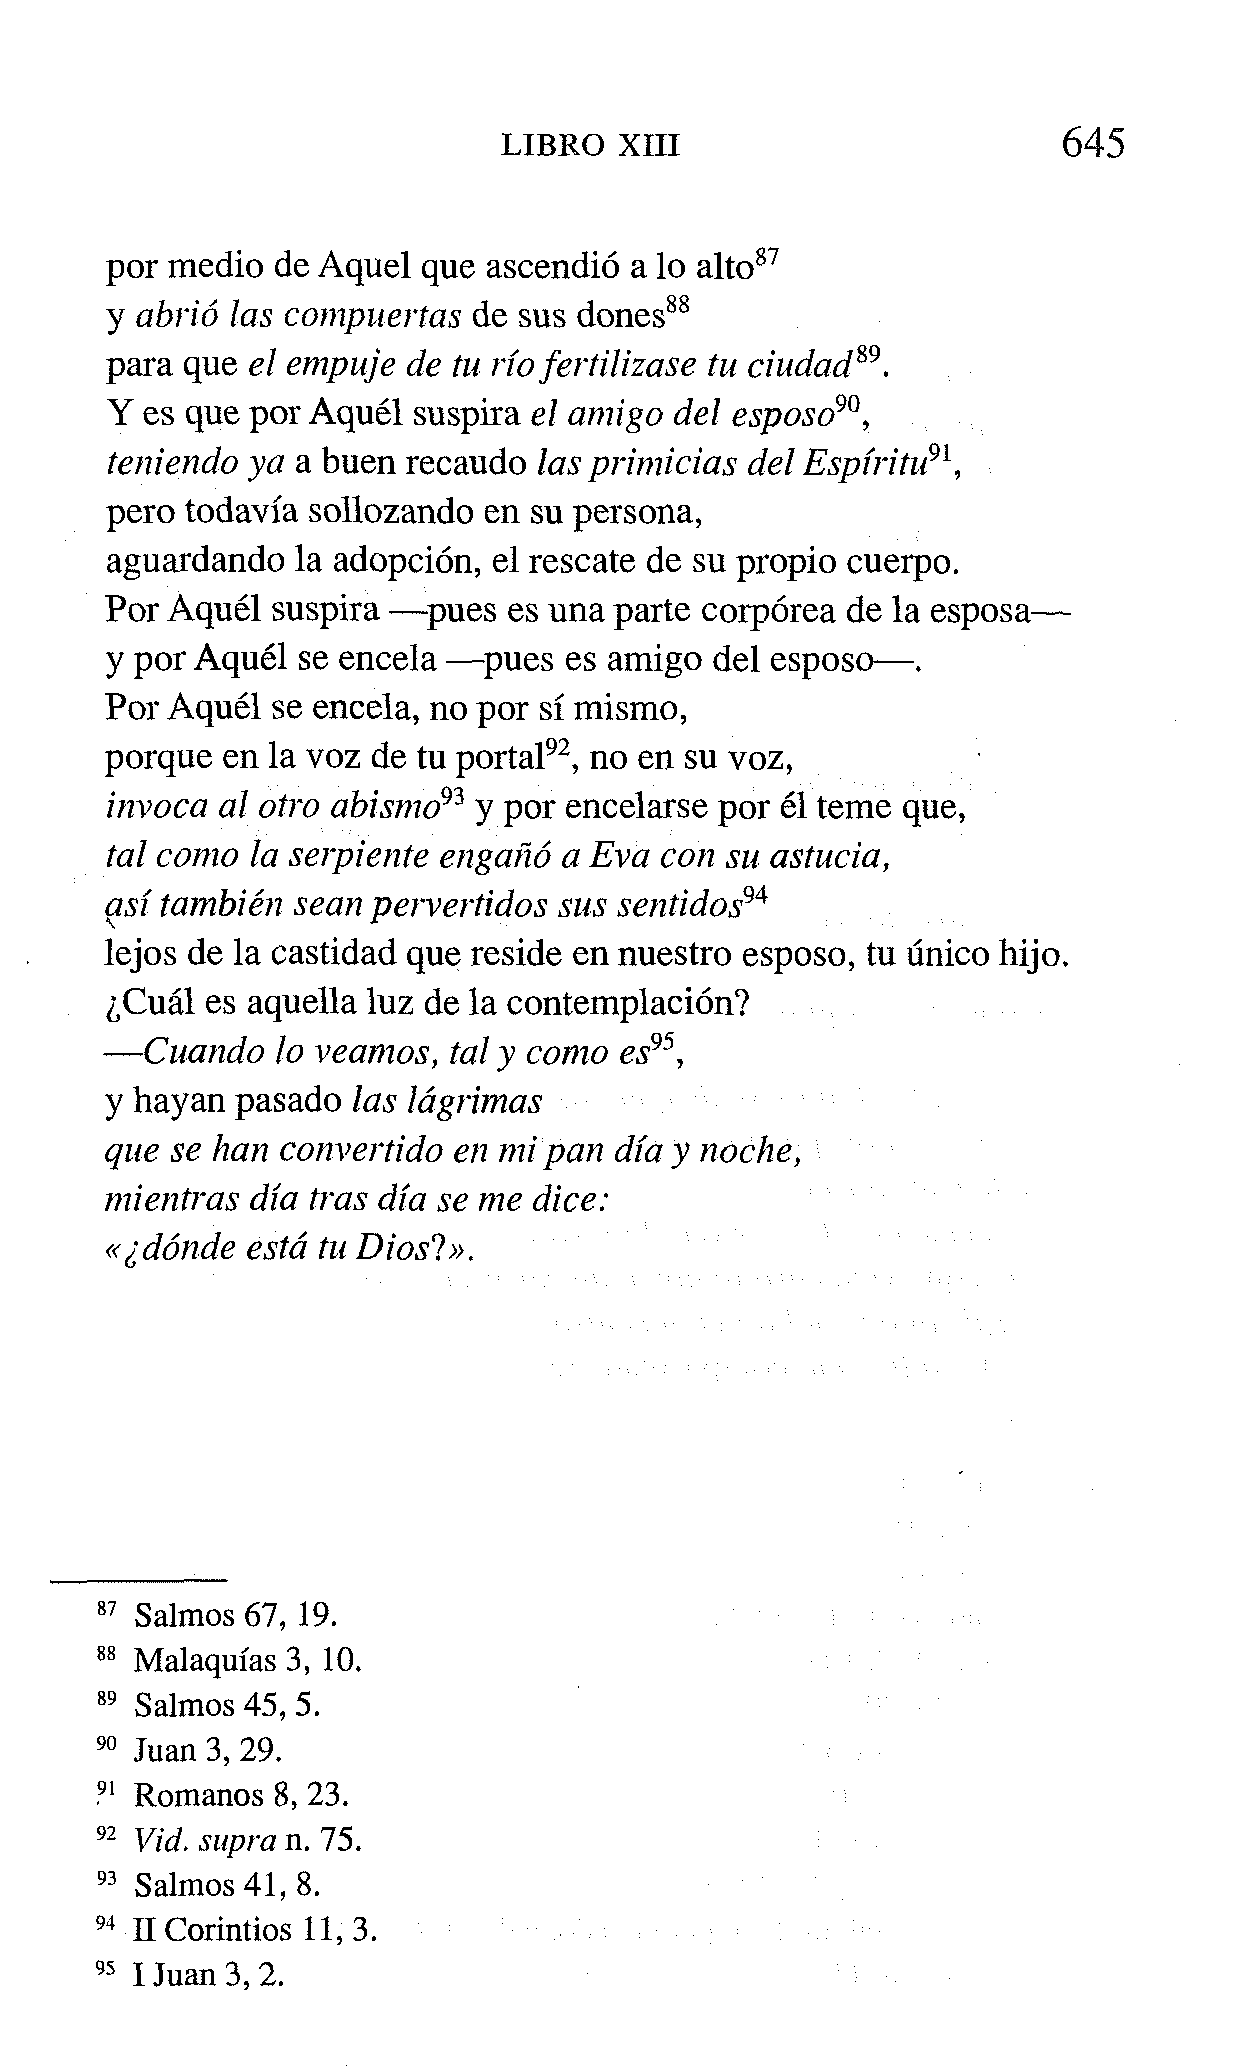 LIBRO XIII 645
por medio de Aquel que ascendió a lo alto⁸⁷
y abrió las compuertas de sus dones⁸⁸
para que el empuje de tu río fertilizase tu ciudad⁸⁹.
Y es que por Aquél suspira el amigo del esposo⁹⁰,
teniendo ya a buen recaudo las primicias del Espíritu⁹¹,
pero todavía sollozando en su persona,
aguardando la adopción, el rescate de su propio cuerpo.
Por Aquél suspira —pues es una parte corpórea de la esposa—
y por Aquél se encela —pues es amigo del esposo—.
Por Aquél se encela, no por sí mismo,
porque en la voz de tu portal⁹², no en su voz,
invoca al otro abismo⁹³ y por encelarse por él teme que,
tal como la serpiente engañó a Eva con su astucia,
así también sean pervertidos sus sentidos⁹⁴
lejos de la castidad que reside en nuestro esposo, tu único hijo.
¿Cuál es aquella luz de la contemplación?
—Cuando lo veamos, tal y como es⁹⁵,
y hayan pasado las lágrimas
que se han convertido en mi pan día y noche,
mientras día tras día se me dice:
«¿dónde está tu Dios?».
⁸⁷ Salmos 67, 19.
⁸⁸ Malaquías 3, 10.
⁸⁹ Salmos 45, 5.
⁹⁰ Juan 3, 29.
⁹¹ Romanos 8, 23.
⁹² Vid. supra n. 75.
⁹³ Salmos 41, 8.
⁹⁴ II Corintios 11, 3.
⁹⁵ I Juan 3, 2.